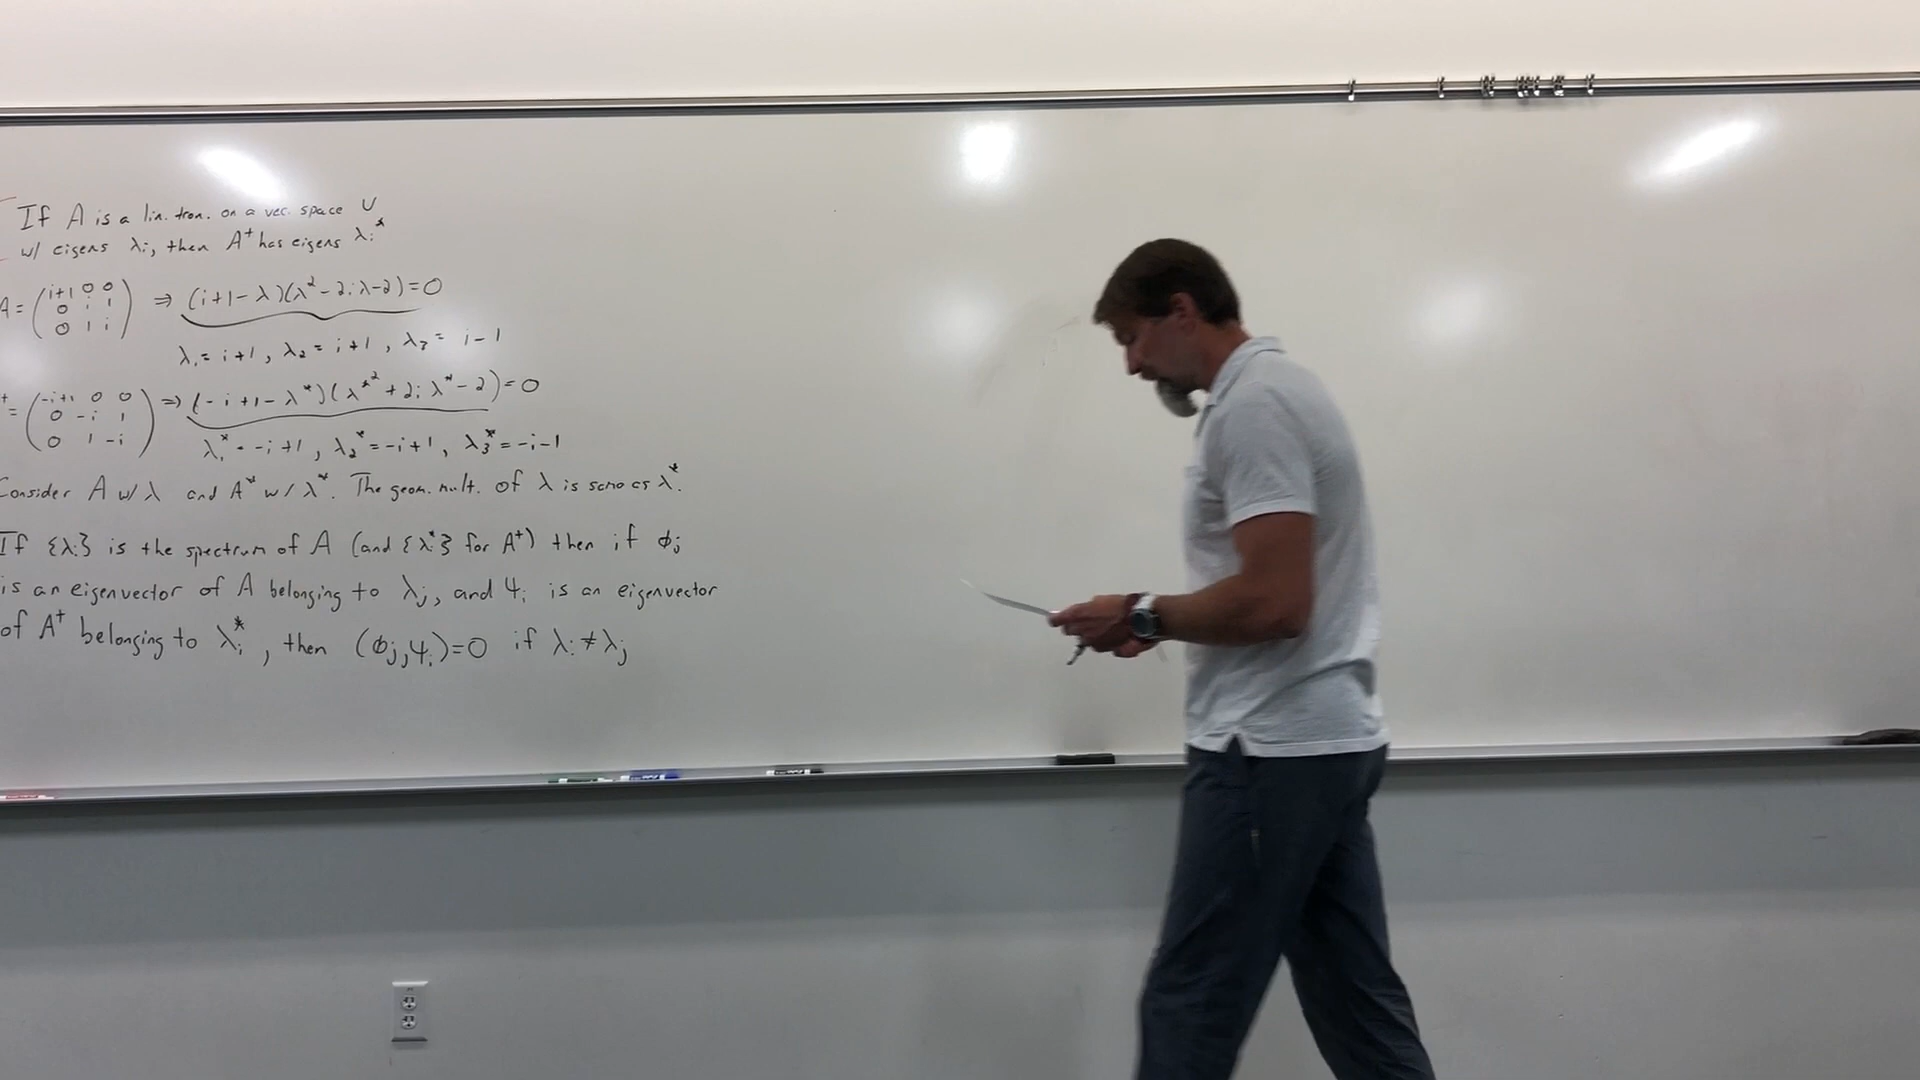 If A is a lin. tran. on a vec. space U
w/ eigens λi, then A† has eigens λi*
A = (i+1 0 0 ⇒ (i+1-λ)(λ²-2iλ-2)=0
0 i 1
0 1 i)
λ₁ = i+1, λ₂ = i+1, λ₃ = i-1
† = (-i+1 0 0 ⇒ (-i+1-λ*)(λ*²+2iλ*-2)=0
0 -i 1
0 1 -i)
λ₁* = -i+1, λ₂* = -i+1, λ₃* = -i-1
Consider A w/ λ and A* w/ λ*. The geom. mult. of λ is same as λ*.
If {λi} is the spectrum of A (and {λi*} for A†) then if ϕj
is an eigenvector of A belonging to λj, and ψi is an eigenvector
of A† belonging to λi*, then (ϕj,ψi)=0 if λi ≠ λj